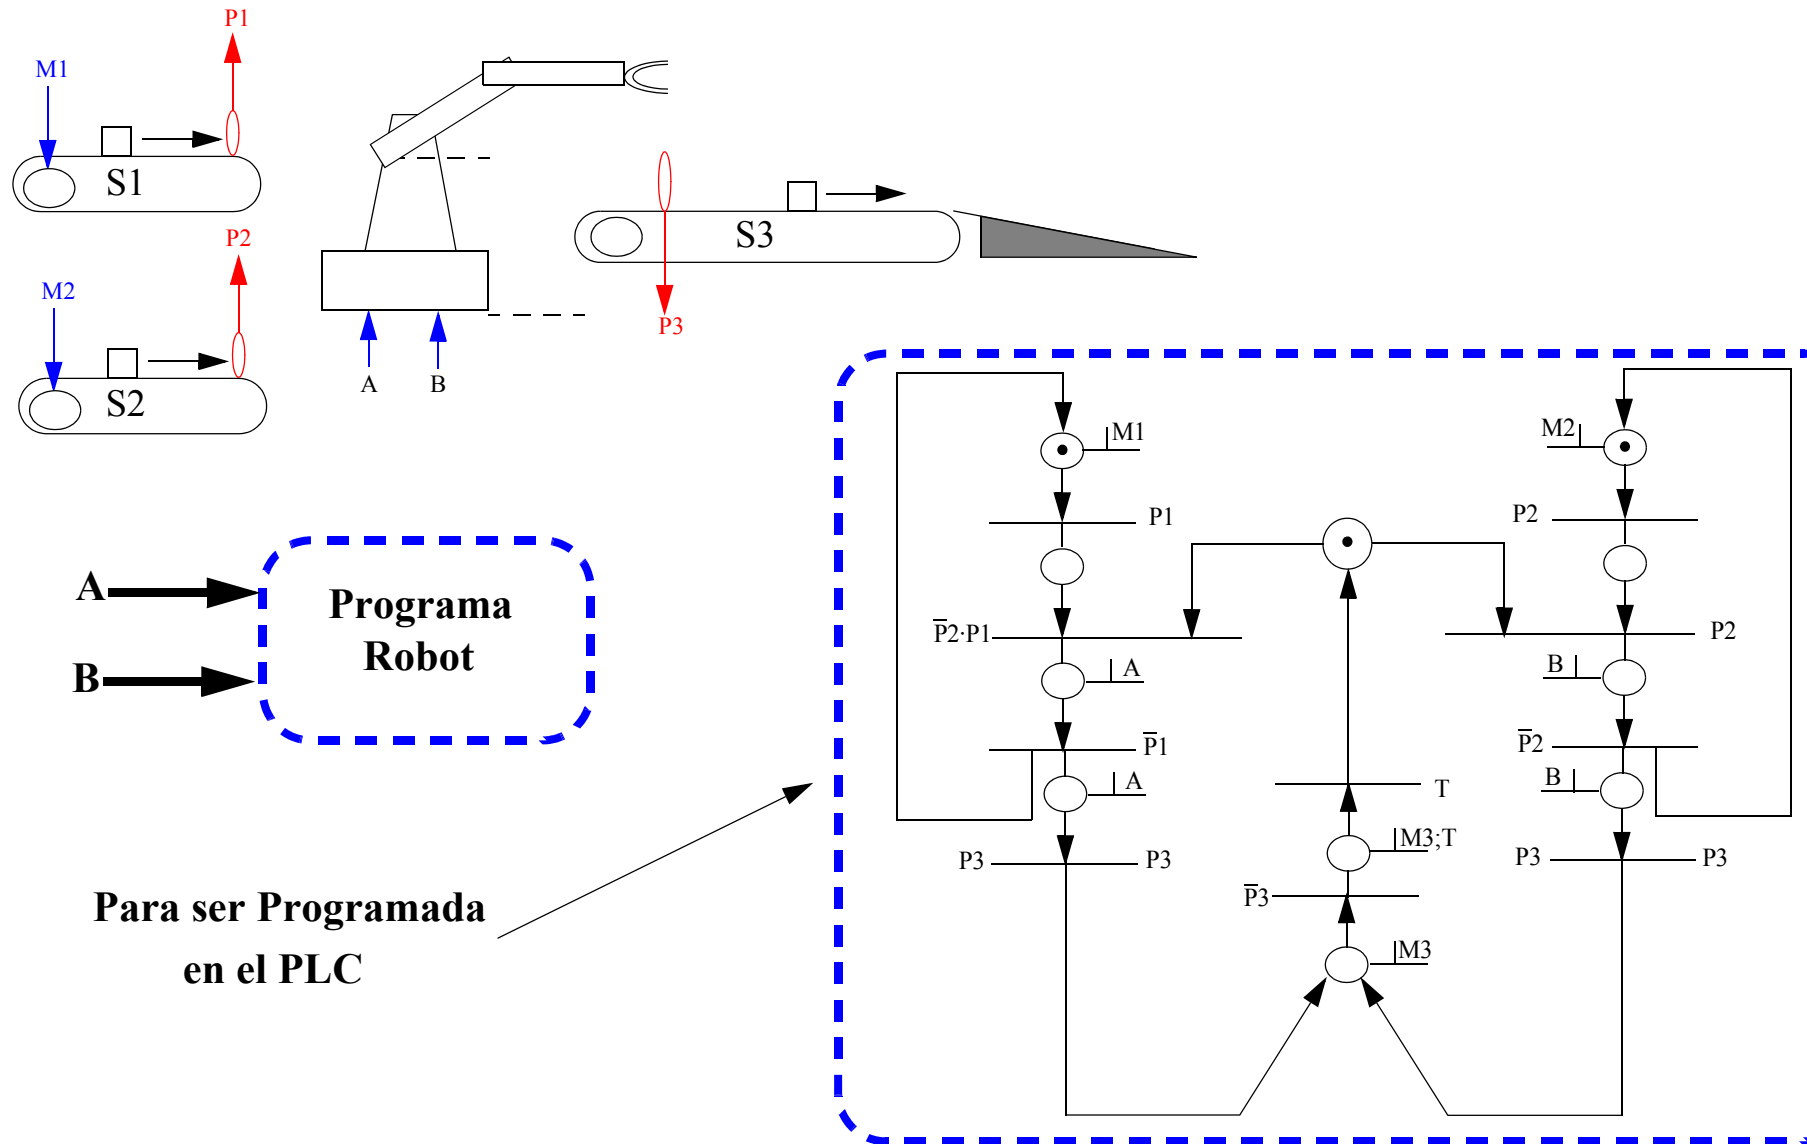 P1
M1
S1
P2
M2
S2
A B
S3
P3
A
B
Programa
Robot
Para ser Programada
en el PLC
M1
P1
P̅2·P1
A
P̅1
A
P3 P3
M2
P2
P2
B
P̅2
B
P3 P3
T
M3;T
P̅3
M3